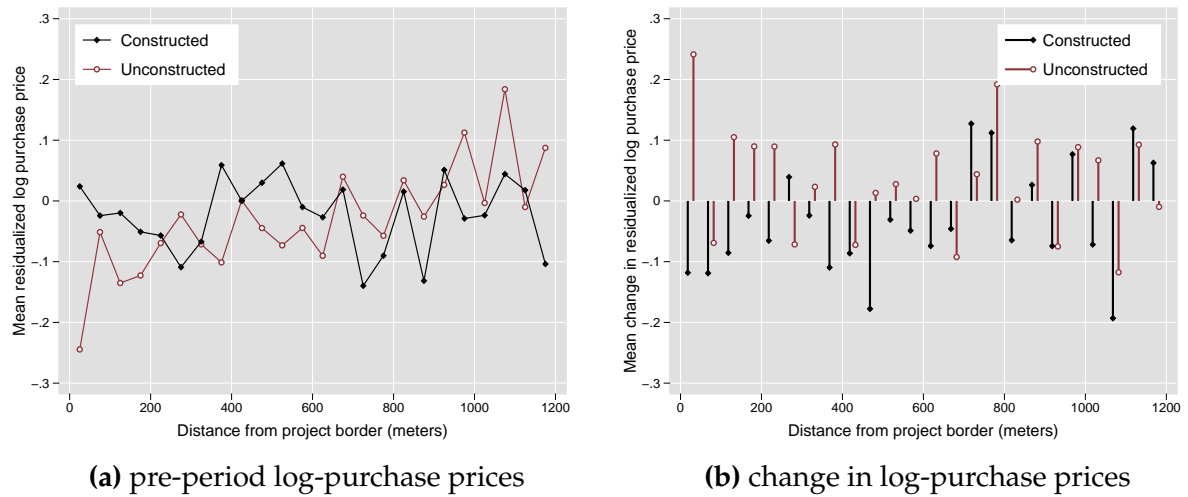 Mean residualized log purchase price
.3
.2
.1
0
-.1
-.2
-.3
Constructed
Unconstructed
0 200 400 600 800 1000 1200
Distance from project border (meters)
(a) pre-period log-purchase prices
Mean change in residualized log purchase price
.3
.2
.1
0
-.1
-.2
-.3
Constructed
Unconstructed
0 200 400 600 800 1000 1200
Distance from project border (meters)
(b) change in log-purchase prices